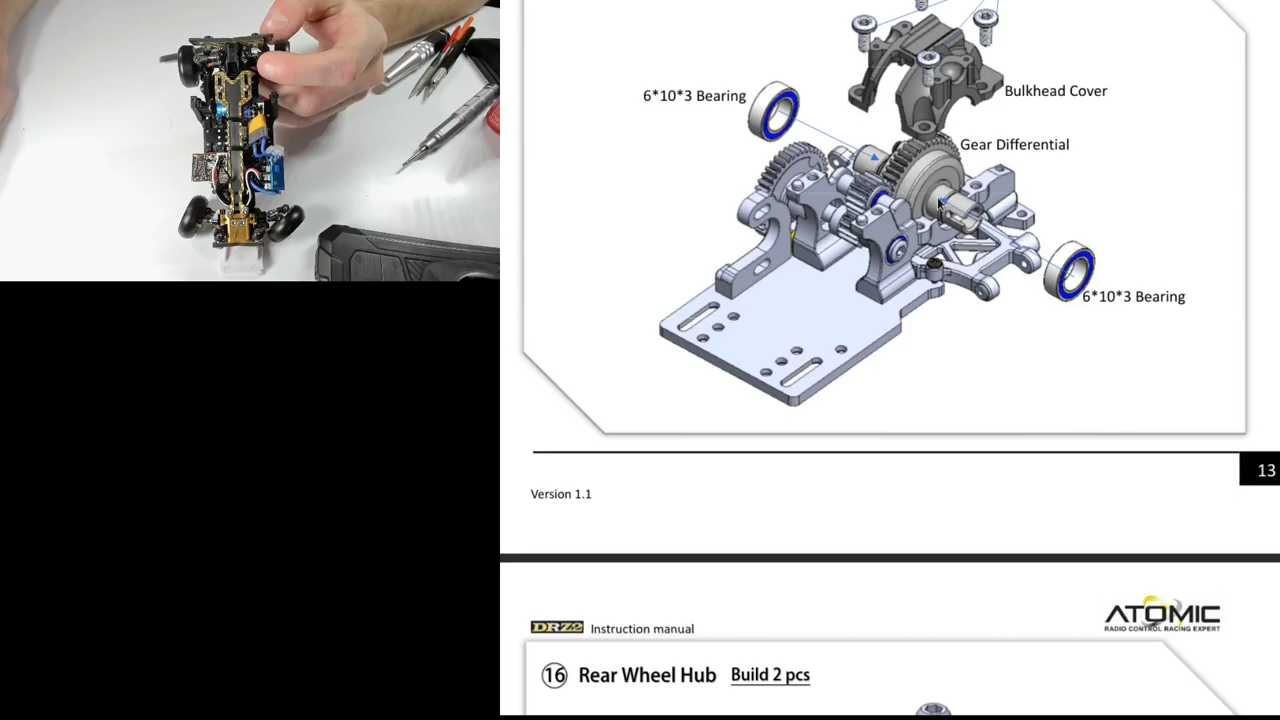 6*10*3 Bearing
Bulkhead Cover
Gear Differential
6*10*3 Bearing
13
Version 1.1
ATOMIC
RADIO CONTROL RACING EXPERT
DRZ2 Instruction manual
16 Rear Wheel Hub Build 2 pcs